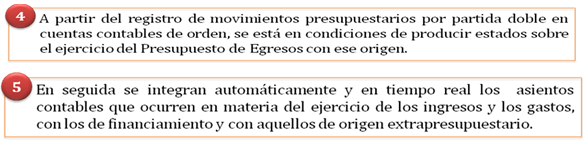 4
A partir del registro de movimientos presupuestarios por partida doble en
cuentas contables de orden, se está en condiciones de producir estados sobre
el ejercicio del Presupuesto de Egresos con ese origen.
5
En seguida se integran automáticamente y en tiempo real los asientos
contables que ocurren en materia del ejercicio de los ingresos y los gastos,
con los de financiamiento y con aquellos de origen extrapresupuestario.